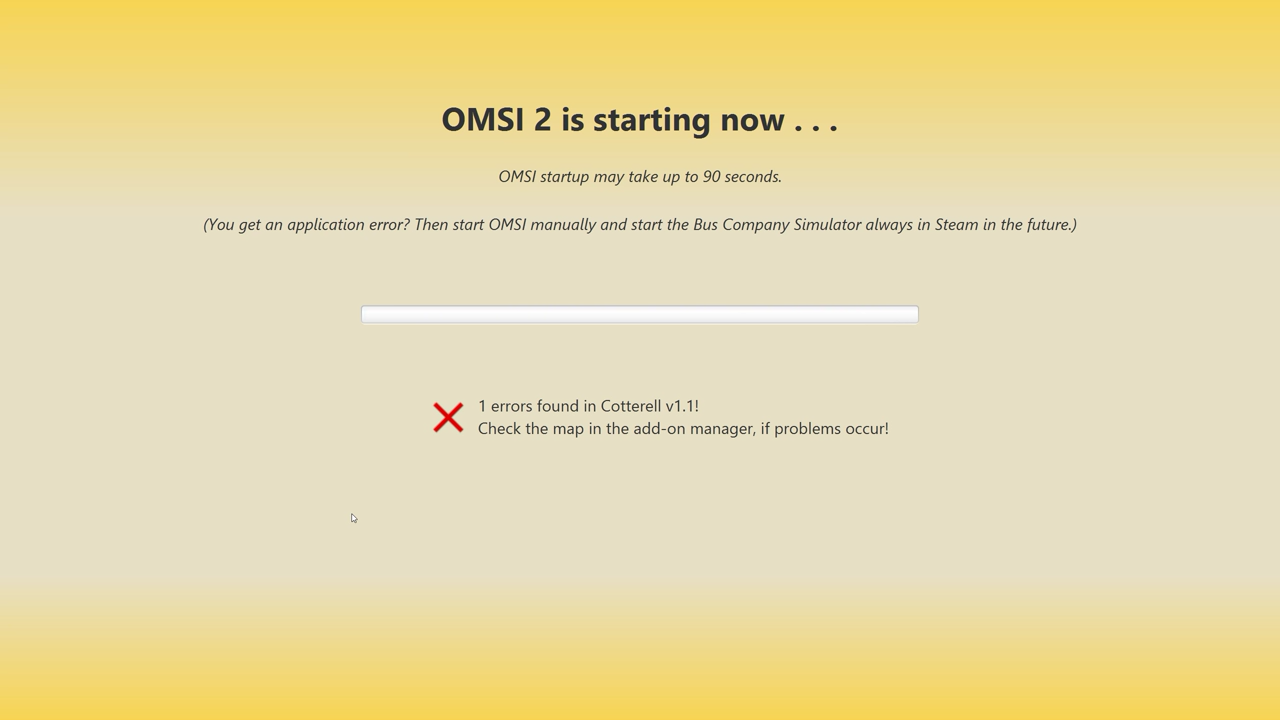 OMSI 2 is starting now . . .
OMSI startup may take up to 90 seconds.
(You get an application error? Then start OMSI manually and start the Bus Company Simulator always in Steam in the future.)
1 errors found in Cotterell v1.1!
Check the map in the add-on manager, if problems occur!